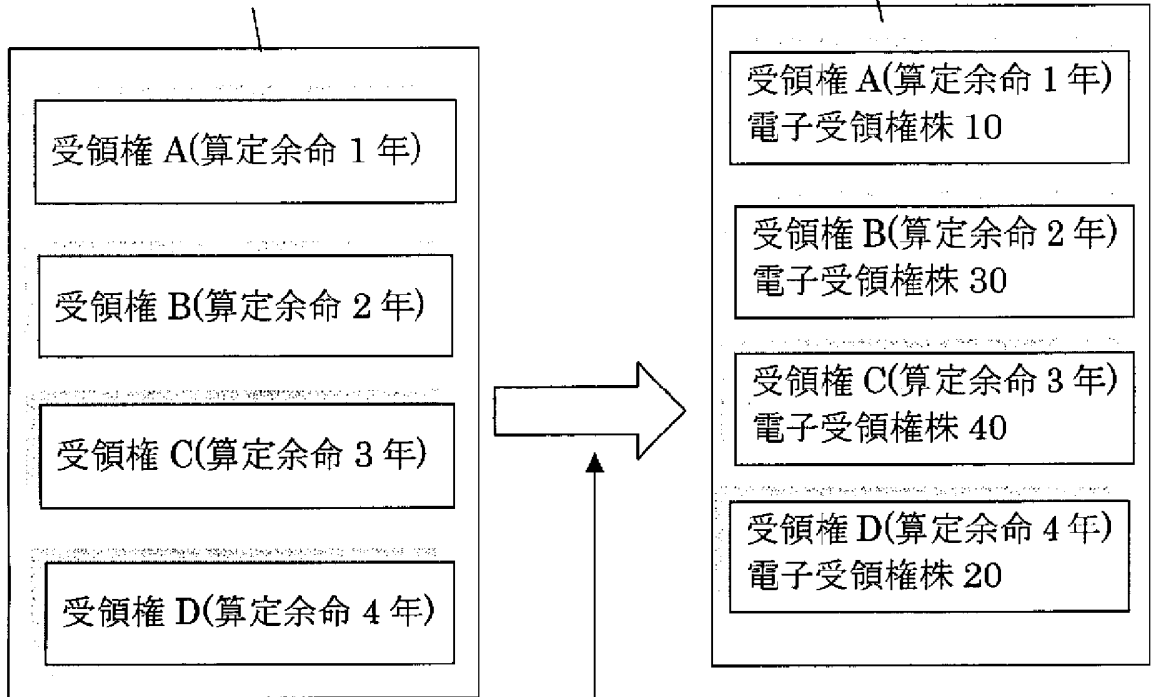 受領権 A(算定余命 1 年)
受領権 B(算定余命 2 年)
受領権 C(算定余命 3 年)
受領権 D(算定余命 4 年)
受領権 A(算定余命 1 年)
電子受領権株 10
受領権 B(算定余命 2 年)
電子受領権株 30
受領権 C(算定余命 3 年)
電子受領権株 40
受領権 D(算定余命 4 年)
電子受領権株 20